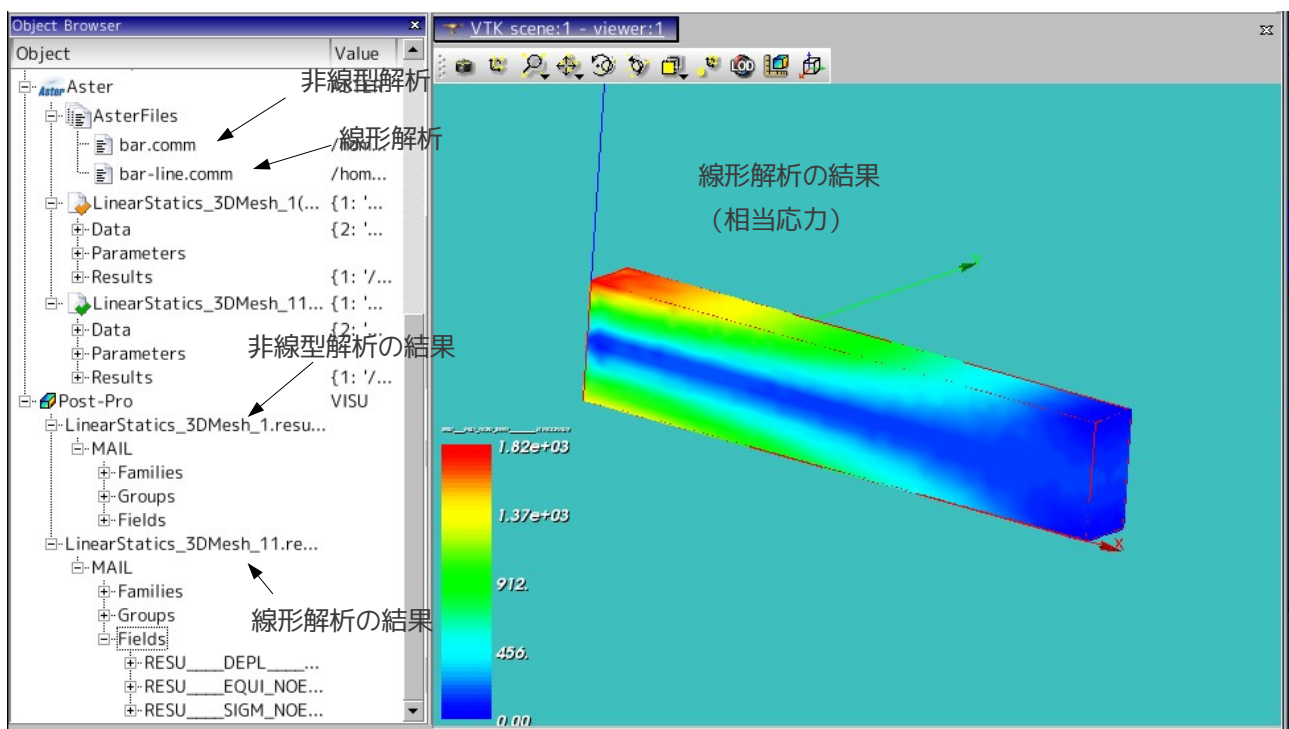 Object Browser
VTK scene:1 - viewer:1
Object Value
Aster
Aster
非線型解析
AsterFiles
bar.comm
線形解析
/hom...
bar-line.comm /hom...
線形解析の結果
(相当応力)
LinearStatics_3DMesh_1(... {1: '...
Data {2: '...
Parameters
Results {1: '/...
LinearStatics_3DMesh_11... {1: '...
Data {2: '...
Parameters
非線型解析の結果
Results {1: '/...
Post-Pro VISU
LinearStatics_3DMesh_1.resu...
MAIL
Families
Groups
Fields
LinearStatics_3DMesh_11.re...
MAIL
Families
Groups
線形解析の結果
Fields
RESU____DEPL____...
RESU____EQUI_NOE...
RESU____SIGM_NOE...
1.82e+03
1.37e+03
912.
456.
0.00
X